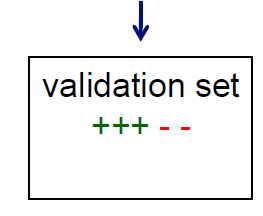 validation set
+++ - -